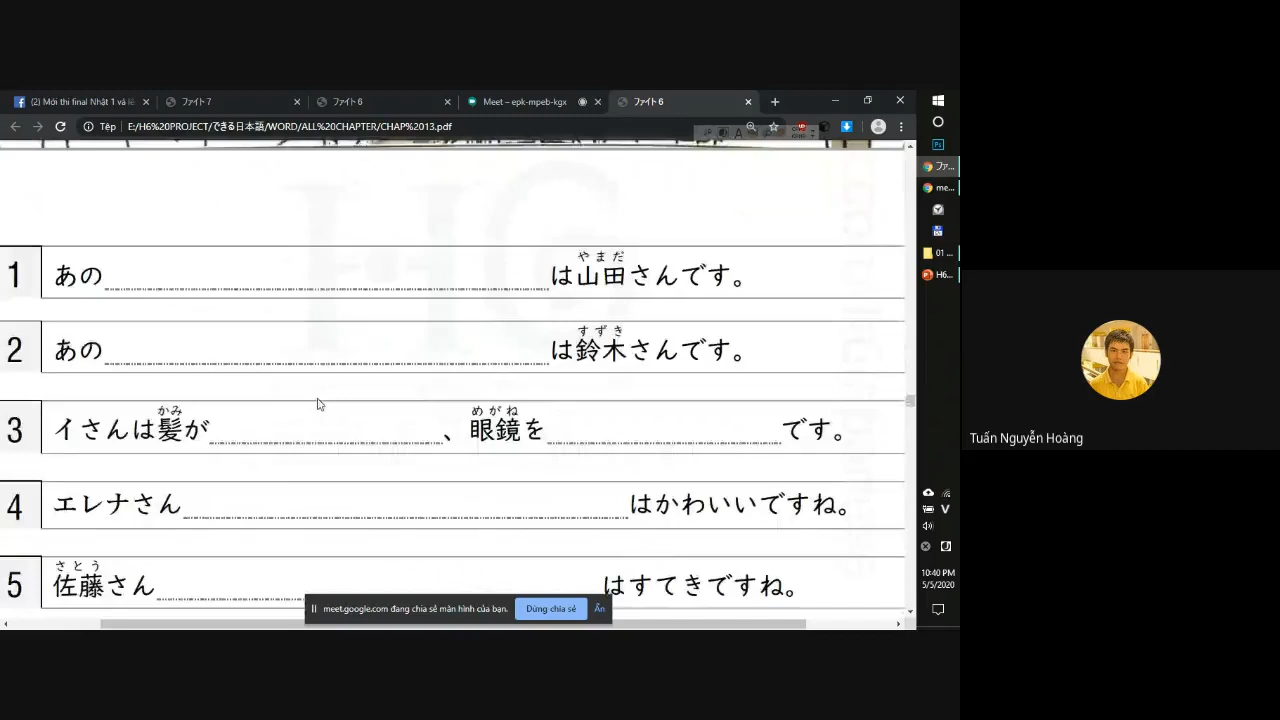 (2) Mới thi final Nhật 1 và lê
ファイト7
ファイト6
Meet – epk-mpeb-kgx
ファイト6
Tệp
E:/H6%20PROJECT/できる日本語/WORD/ALL%20CHAPTER/CHAP%2013.pdf
ファ...
me...
01 ...
H6...
やまだ
1 あの は山田さんです。
すずき
2 あの は鈴木さんです。
かみ めがね
3 イさんは髪が 、眼鏡を です。
4 エレナさん はかわいいですね。
さとう
5 佐藤さん はすてきですね。
meet.google.com đang chia sẻ màn hình của bạn.
Dừng chia sẻ
Ẩn
10:40 PM
5/5/2020
Tuấn Nguyễn Hoàng